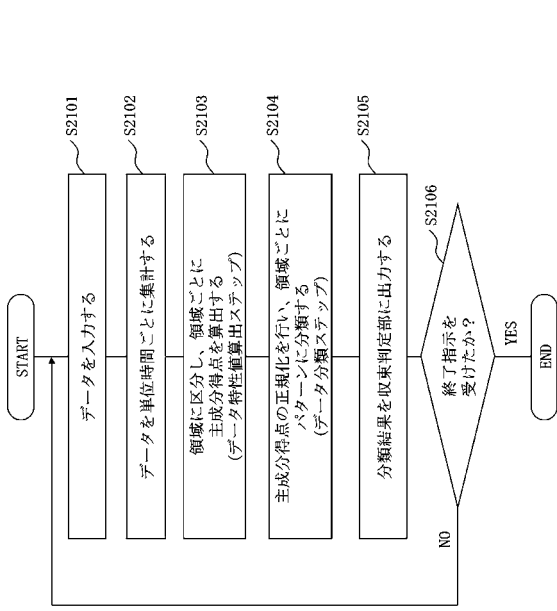 START
S2101
データを入力する
S2102
データを単位時間ごとに集計する
S2103
領域に区分し、領域ごとに
主成分得点を算出する
(データ特性値算出ステップ)
S2104
主成分得点の正規化を行い、領域ごとに
パターンに分類する
(データ分類ステップ)
S2105
分類結果を収束判定部に出力する
S2106
終了指示を
受けたか?
NO
YES
END